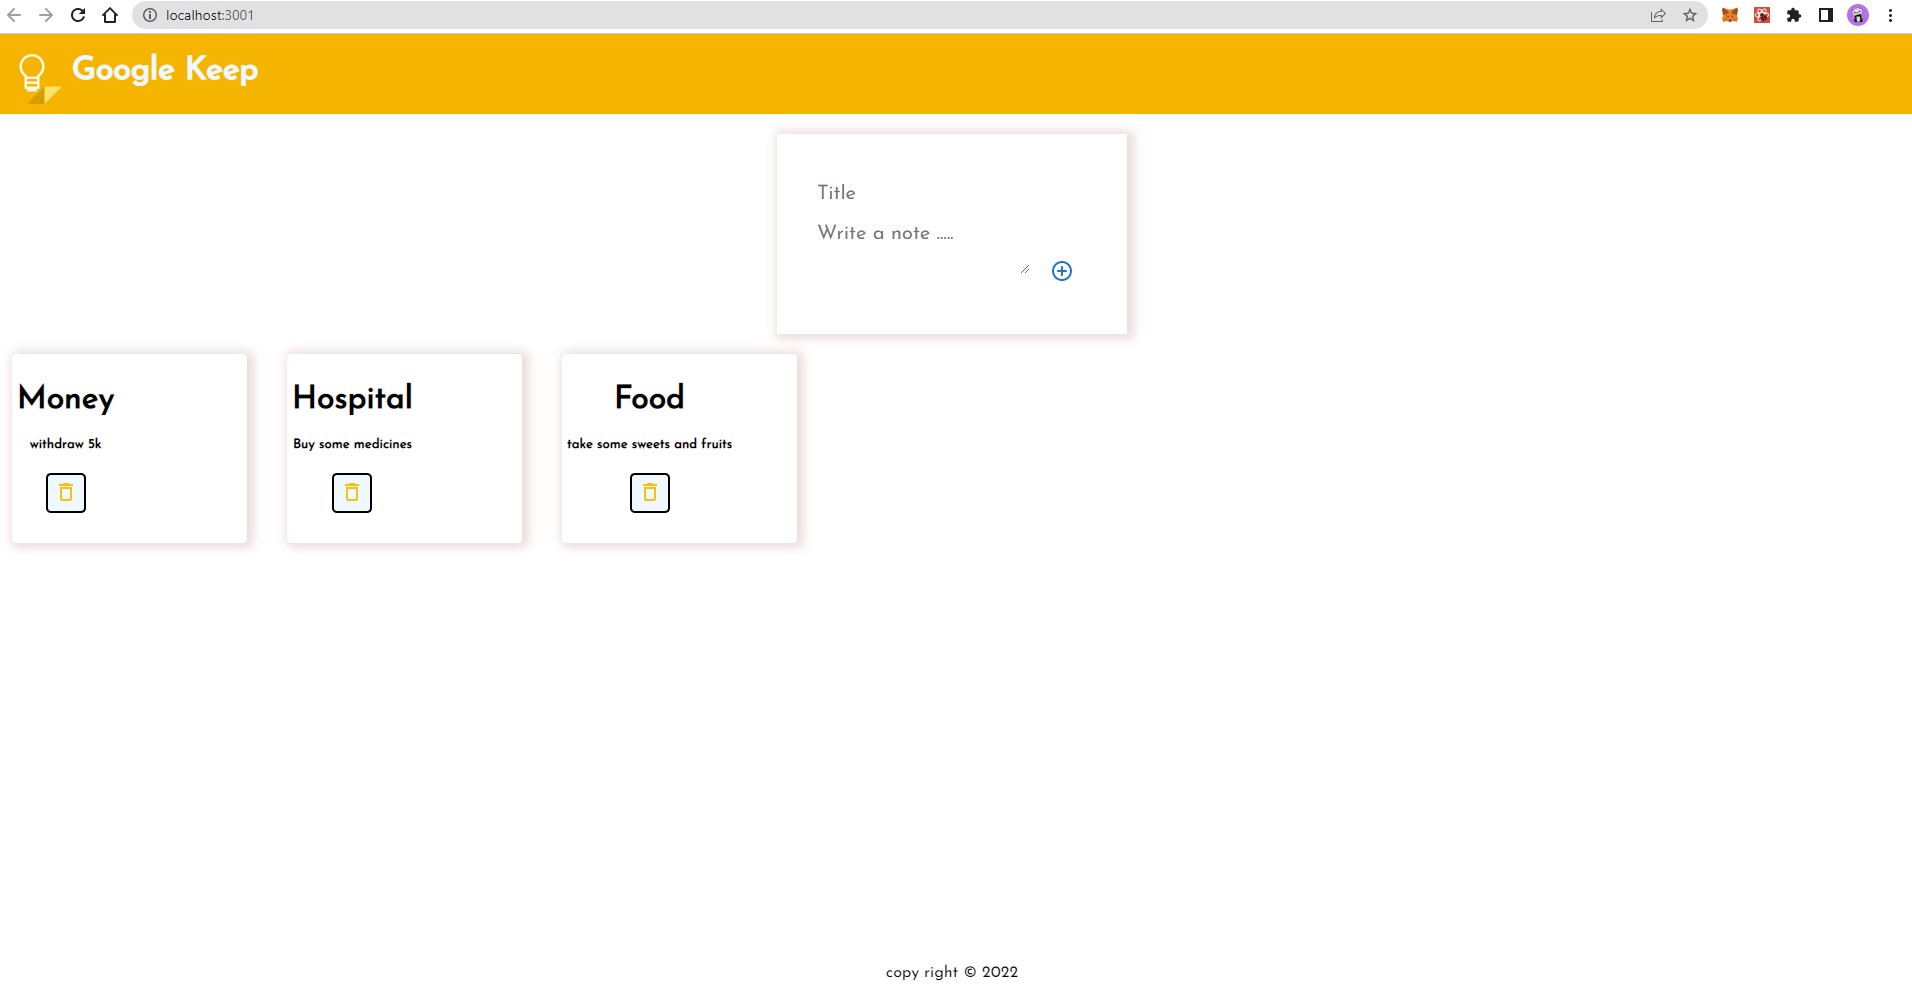 localhost:3001
Google Keep
Title
Write a note .....
Money
withdraw 5k
Hospital
Buy some medicines
Food
take some sweets and fruits
copy right © 2022